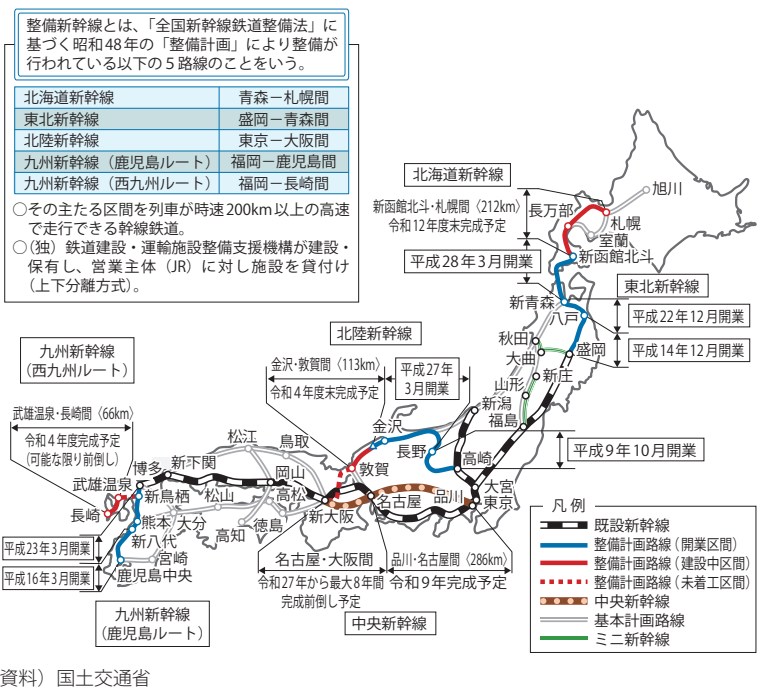 整備新幹線とは、「全国新幹線鉄道整備法」に
基づく昭和48年の「整備計画」により整備が
行われている以下の５路線のことをいう。
北海道新幹線 青森－札幌間
東北新幹線 盛岡－青森間
北陸新幹線 東京－大阪間
九州新幹線（鹿児島ルート） 福岡－鹿児島間
九州新幹線（西九州ルート） 福岡－長崎間
○その主たる区間を列車が時速200km以上の高速
で走行できる幹線鉄道。
○（独）鉄道建設・運輸施設整備支援機構が建設・
保有し、営業主体（JR）に対し施設を貸付け
（上下分離方式）。
北海道新幹線
新函館北斗・札幌間〈212km〉
令和12年度末完成予定
平成28年３月開業
旭川
長万部
札幌
室蘭
新函館北斗
東北新幹線
新青森
八戸
平成22年12月開業
平成14年12月開業
秋田
大曲
盛岡
新庄
山形
新潟
福島
北陸新幹線
金沢・敦賀間〈113km〉
令和４年度末完成予定
平成27年
３月開業
金沢
長野
高崎
平成９年10月開業
敦賀
大宮
東京
品川
名古屋
新大阪
九州新幹線
（西九州ルート）
武雄温泉・長崎間〈66km〉
令和４年度完成予定
（可能な限り前倒し）
松江
鳥取
岡山
博多
新下関
武雄温泉
新鳥栖
松山
高松
長崎
熊本
大分
高知
徳島
新八代
宮崎
鹿児島中央
平成23年３月開業
平成16年３月開業
九州新幹線
（鹿児島ルート）
名古屋・大阪間
令和27年から最大８年間
完成前倒し予定
品川・名古屋間〈286km〉
令和９年完成予定
中央新幹線
凡例
既設新幹線
整備計画路線（開業区間）
整備計画路線（建設中区間）
整備計画路線（未着工区間）
中央新幹線
基本計画路線
ミニ新幹線
資料）国土交通省